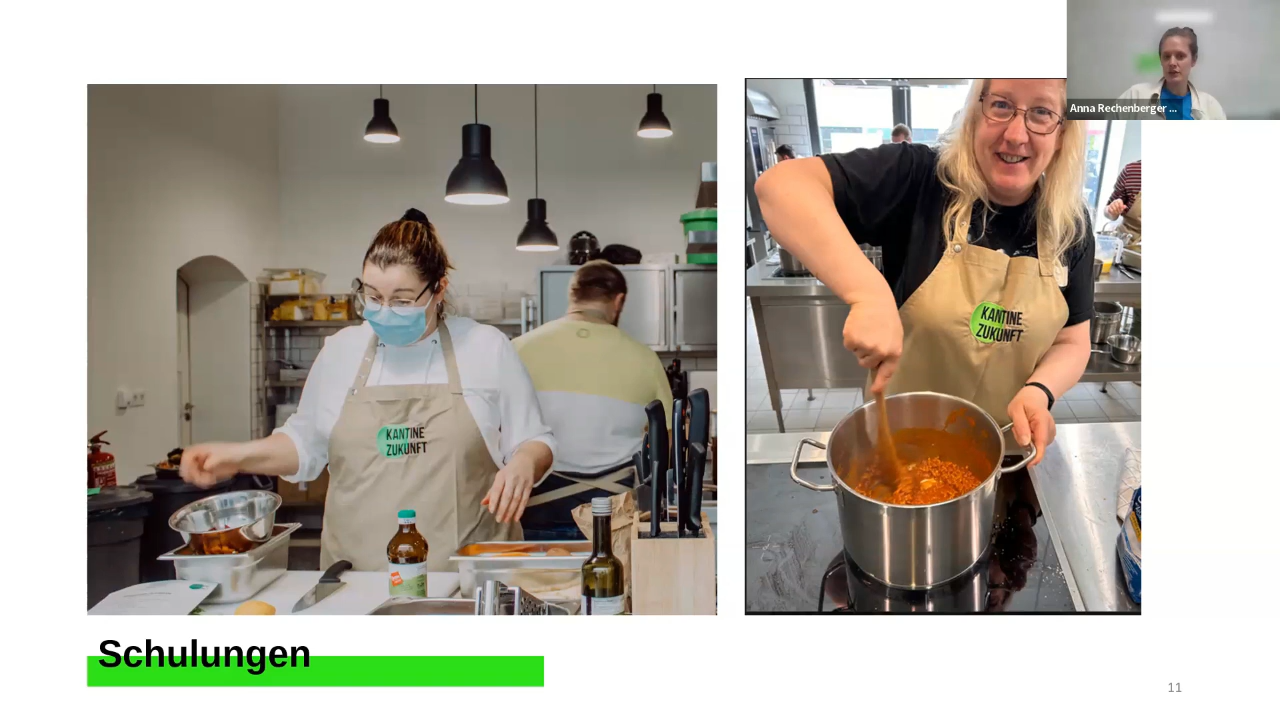 Anna Rechenberger ...
KANTINE
ZUKUNFT
KANTINE
ZUKUNFT
Schulungen
11